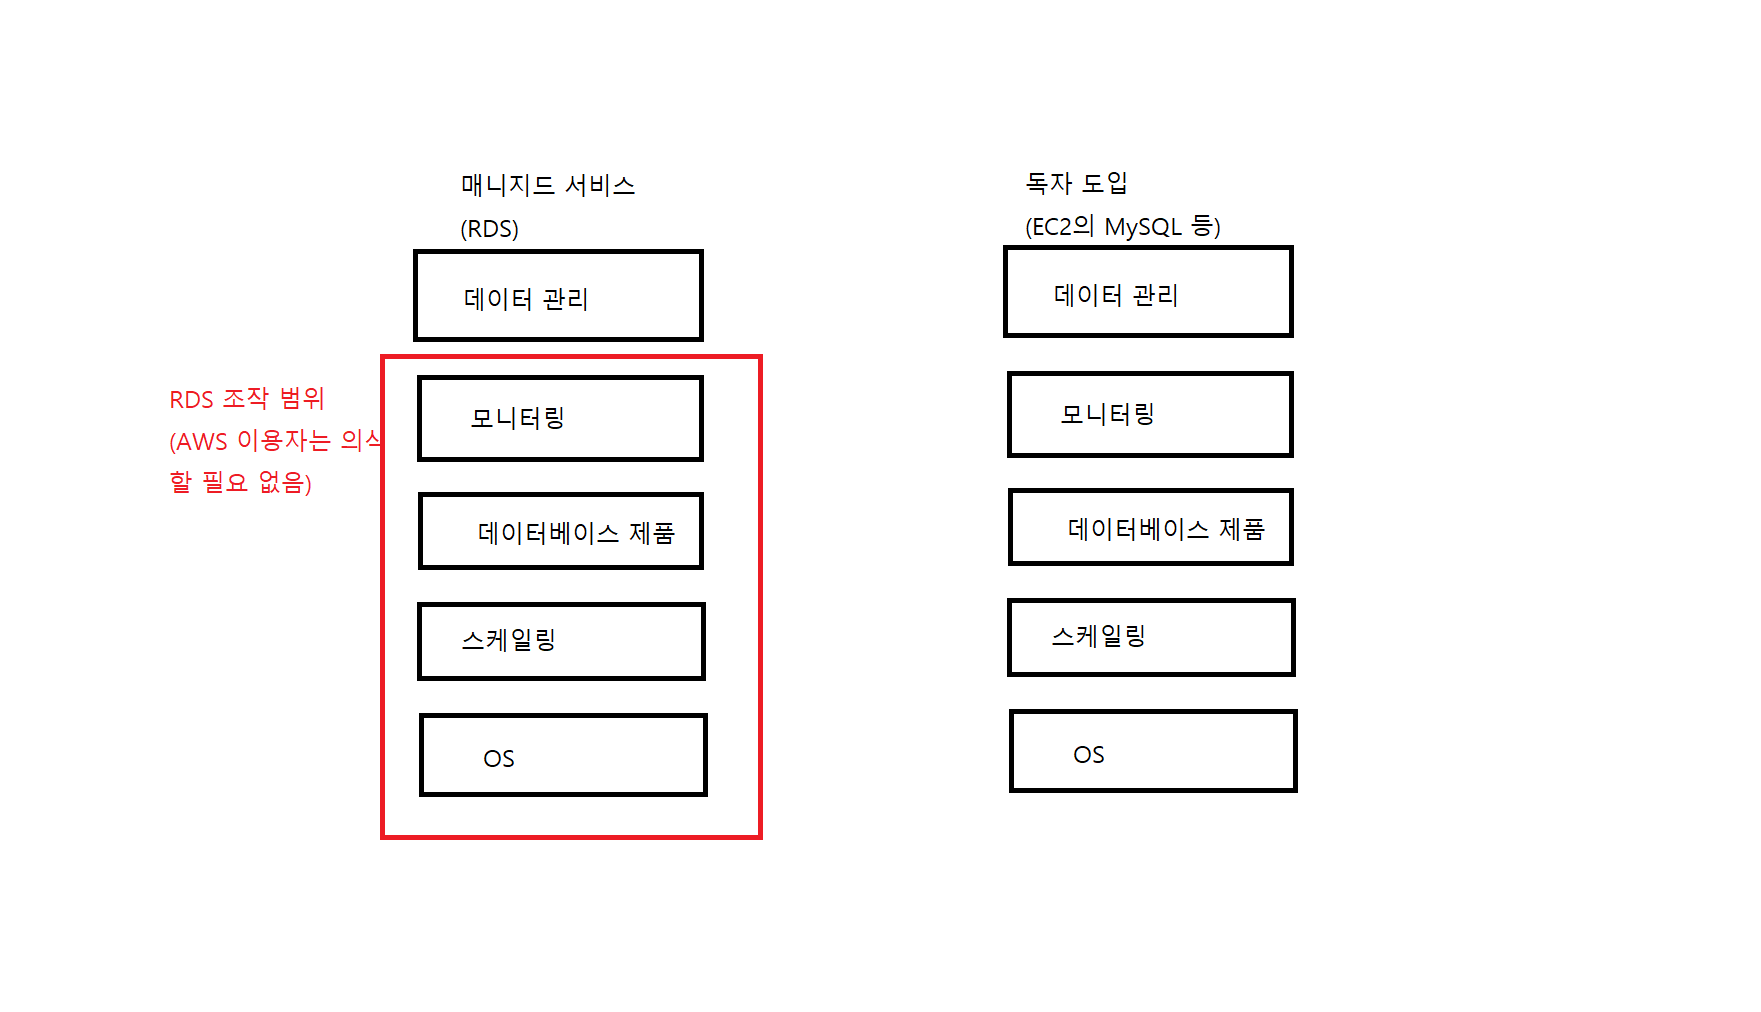 매니지드 서비스
(RDS)
데이터 관리
RDS 조작 범위
(AWS 이용자는 의식
할 필요 없음)
모니터링
데이터베이스 제품
스케일링
OS
독자 도입
(EC2의 MySQL 등)
데이터 관리
모니터링
데이터베이스 제품
스케일링
OS